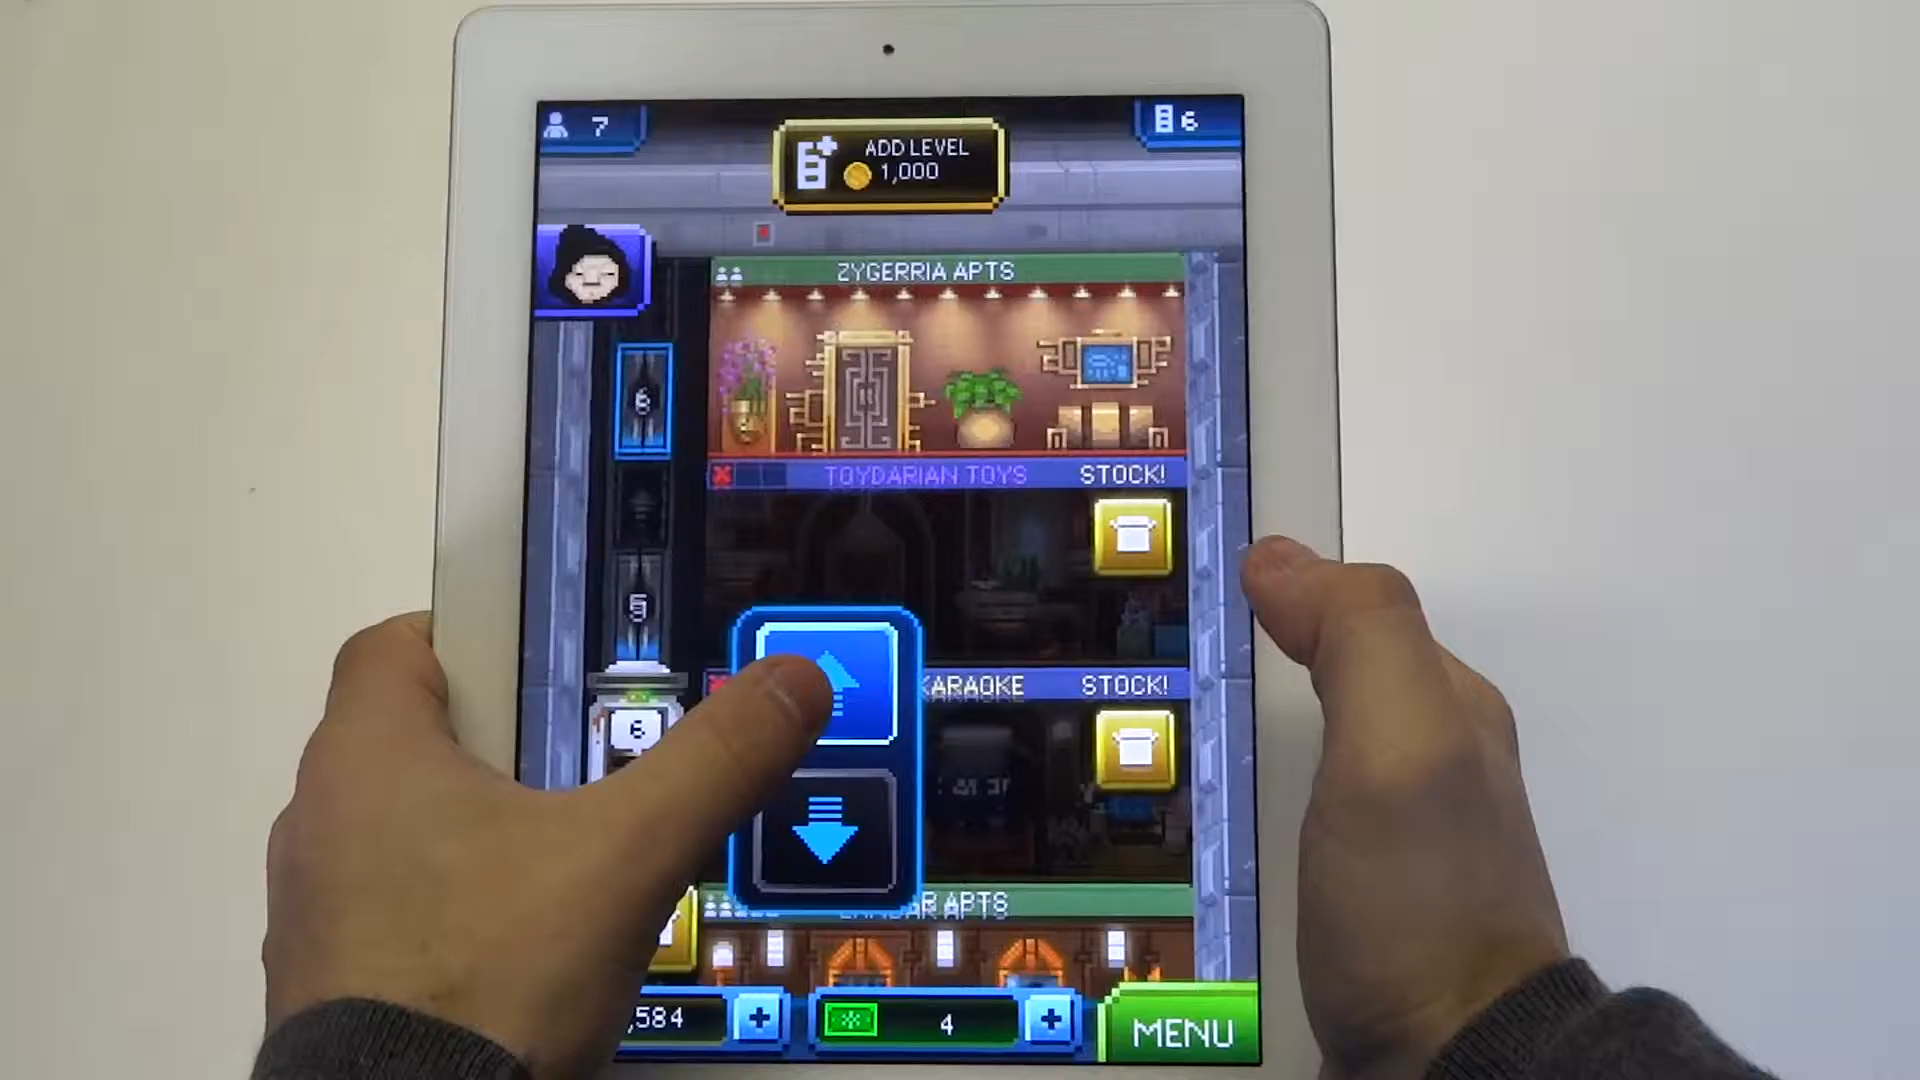 7
ADD LEVEL
1,000
6
ZYGERRIA APTS
6
TOYDARIAN TOYS STOCK!
5
KARAOKE STOCK!
6
APTS
,584
4
MENU